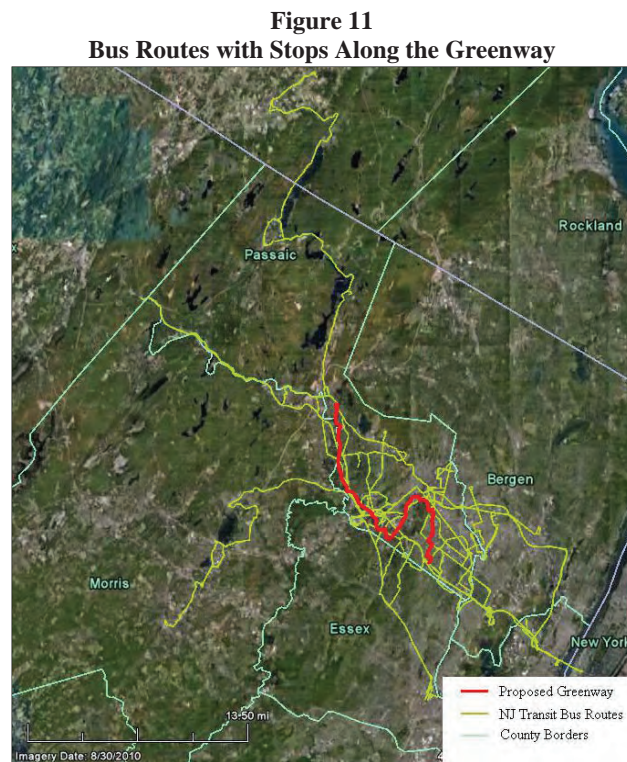 Figure 11
Bus Routes with Stops Along the Greenway
Rockland
Passaic
Bergen
Morris
Essex
New York
Proposed Greenway
NJ Transit Bus Routes
County Borders
13.50 mi
Imagery Date: 8/30/2010
4